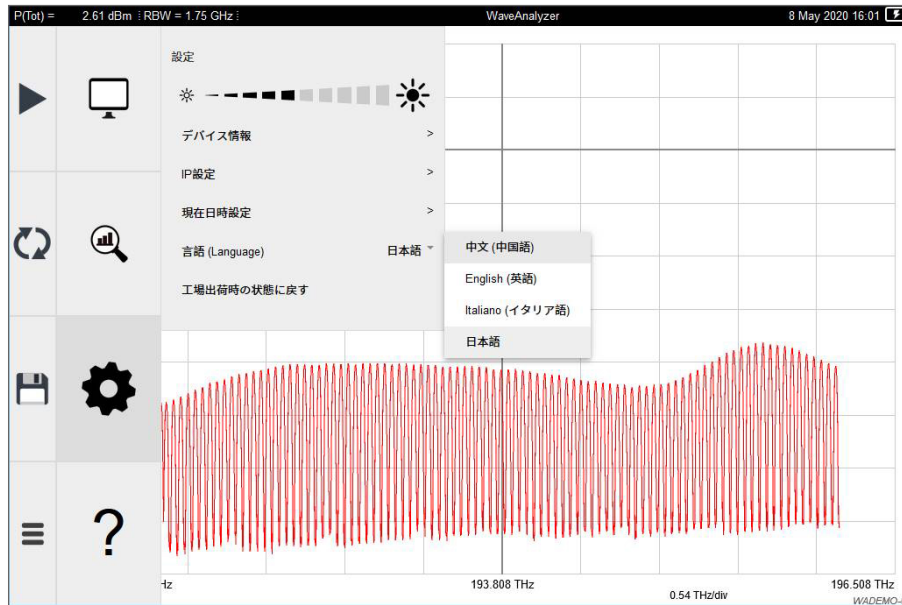 P(Tot) = 2.61 dBm RBW = 1.75 GHz WaveAnalyzer 8 May 2020 16:01
設定
デバイス情報 >
IP設定 >
現在日時設定 >
言語 (Language) 日本語
中文 (中国語)
English (英語)
Italiano (イタリア語)
日本語
工場出荷時の状態に戻す
?
Hz 193.808 THz 196.508 THz
0.54 THz/div